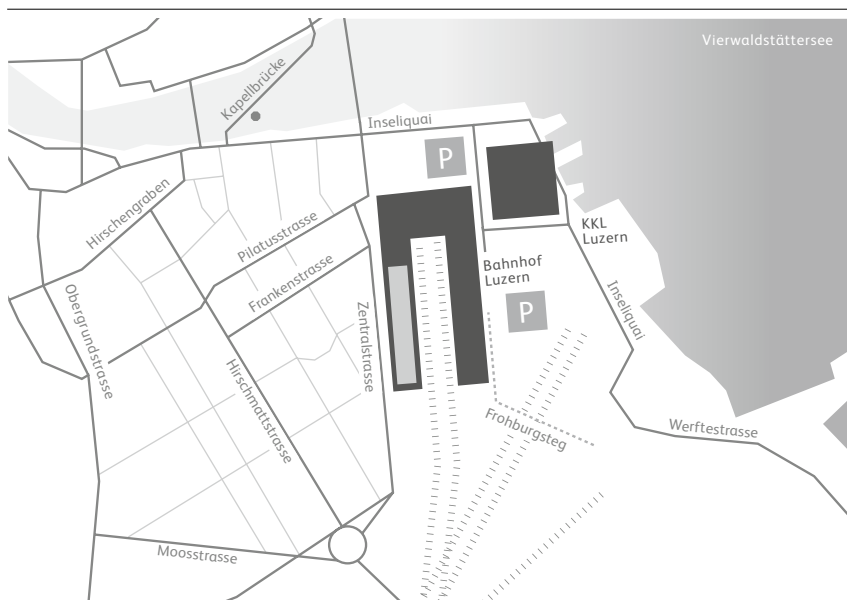 Vierwaldstättersee
Kapellbrücke
Inseliquai
P
Hirschengraben
Pilatusstrasse
KKL
Luzern
Frankenstrasse
Bahnhof
Luzern
Obergrundstrasse
Zentralstrasse
P
Inseliquai
Hirschmattstrasse
Frohburgsteg
Werftestrasse
Moosstrasse